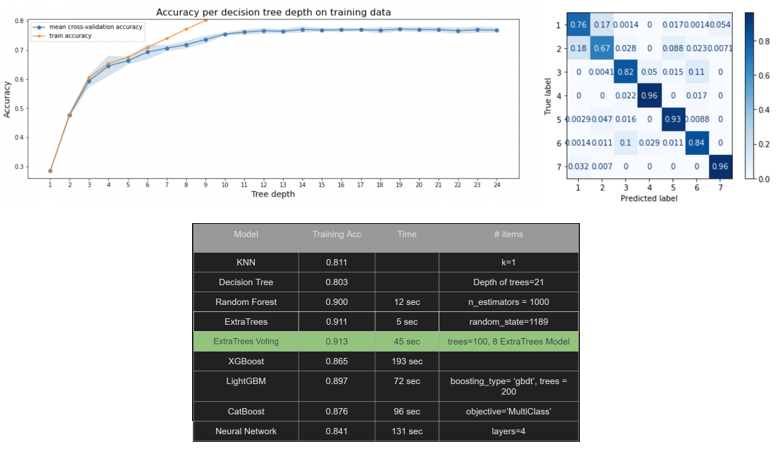 Accuracy per decision tree depth on training data
mean cross-validation accuracy
train accuracy
Accuracy
0.8
0.7
0.6
0.5
0.4
0.3
1 2 3 4 5 6 7 8 9 10 11 12 13 14 15 16 17 18 19 20 21 22 23 24
Tree depth
True label
1 0.76 0.17 0.0014 0 0.017 0.0014 0.054
2 0.18 0.67 0.028 0 0.088 0.023 0.0071
3 0 0.0041 0.82 0.05 0.015 0.11 0
4 0 0 0.022 0.96 0 0.017 0
5 0.0029 0.047 0.016 0 0.93 0.0088 0
6 0.0014 0.011 0.1 0.029 0.011 0.84 0
7 0.032 0.007 0 0 0 0 0.96
1 2 3 4 5 6 7
Predicted label
0.8
0.6
0.4
0.2
0.0
Model Training Acc Time # items
KNN 0.811 k=1
Decision Tree 0.803 Depth of trees=21
Random Forest 0.900 12 sec n_estimators = 1000
ExtraTrees 0.911 5 sec random_state=1189
ExtraTrees Voting 0.913 45 sec trees=100, 8 ExtraTrees Model
XGBoost 0.865 193 sec
LightGBM 0.897 72 sec boosting_type= 'gbdt', trees =
200
CatBoost 0.876 96 sec objective='MultiClass'
Neural Network 0.841 131 sec layers=4